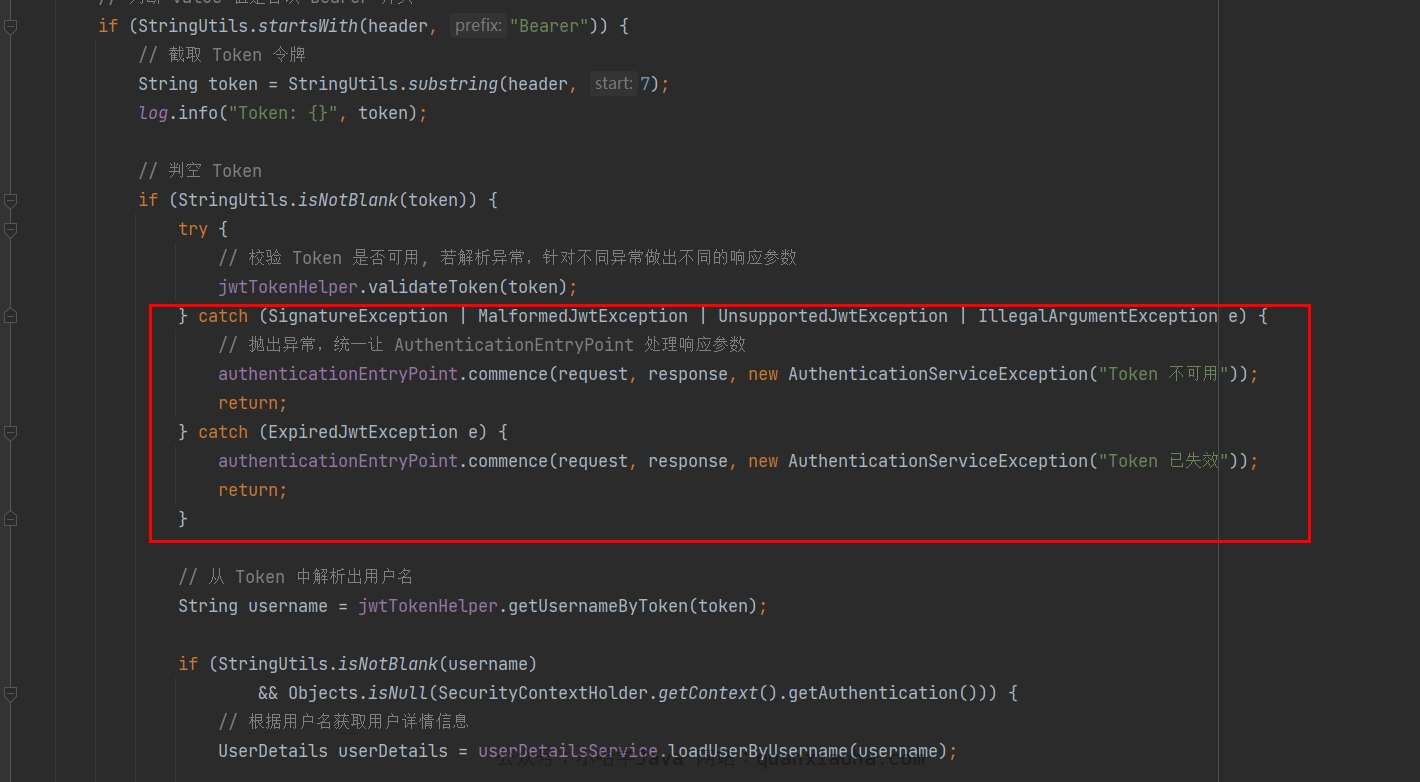 if (StringUtils.startsWith(header, prefix: "Bearer")) {
// 截取 Token 令牌
String token = StringUtils.substring(header, start: 7);
log.info("Token: {}", token);
// 判空 Token
if (StringUtils.isNotBlank(token)) {
try {
// 校验 Token 是否可用, 若解析异常，针对不同异常做出不同的响应参数
jwtTokenHelper.validateToken(token);
} catch (SignatureException | MalformedJwtException | UnsupportedJwtException | IllegalArgumentException e) {
// 抛出异常，统一让 AuthenticationEntryPoint 处理响应参数
authenticationEntryPoint.commence(request, response, new AuthenticationServiceException("Token 不可用"));
return;
} catch (ExpiredJwtException e) {
authenticationEntryPoint.commence(request, response, new AuthenticationServiceException("Token 已失效"));
return;
}
// 从 Token 中解析出用户名
String username = jwtTokenHelper.getUsernameByToken(token);
if (StringUtils.isNotBlank(username)
&& Objects.isNull(SecurityContextHolder.getContext().getAuthentication())) {
// 根据用户名获取用户详情信息
UserDetails userDetails = userDetailsService.loadUserByUsername(username);